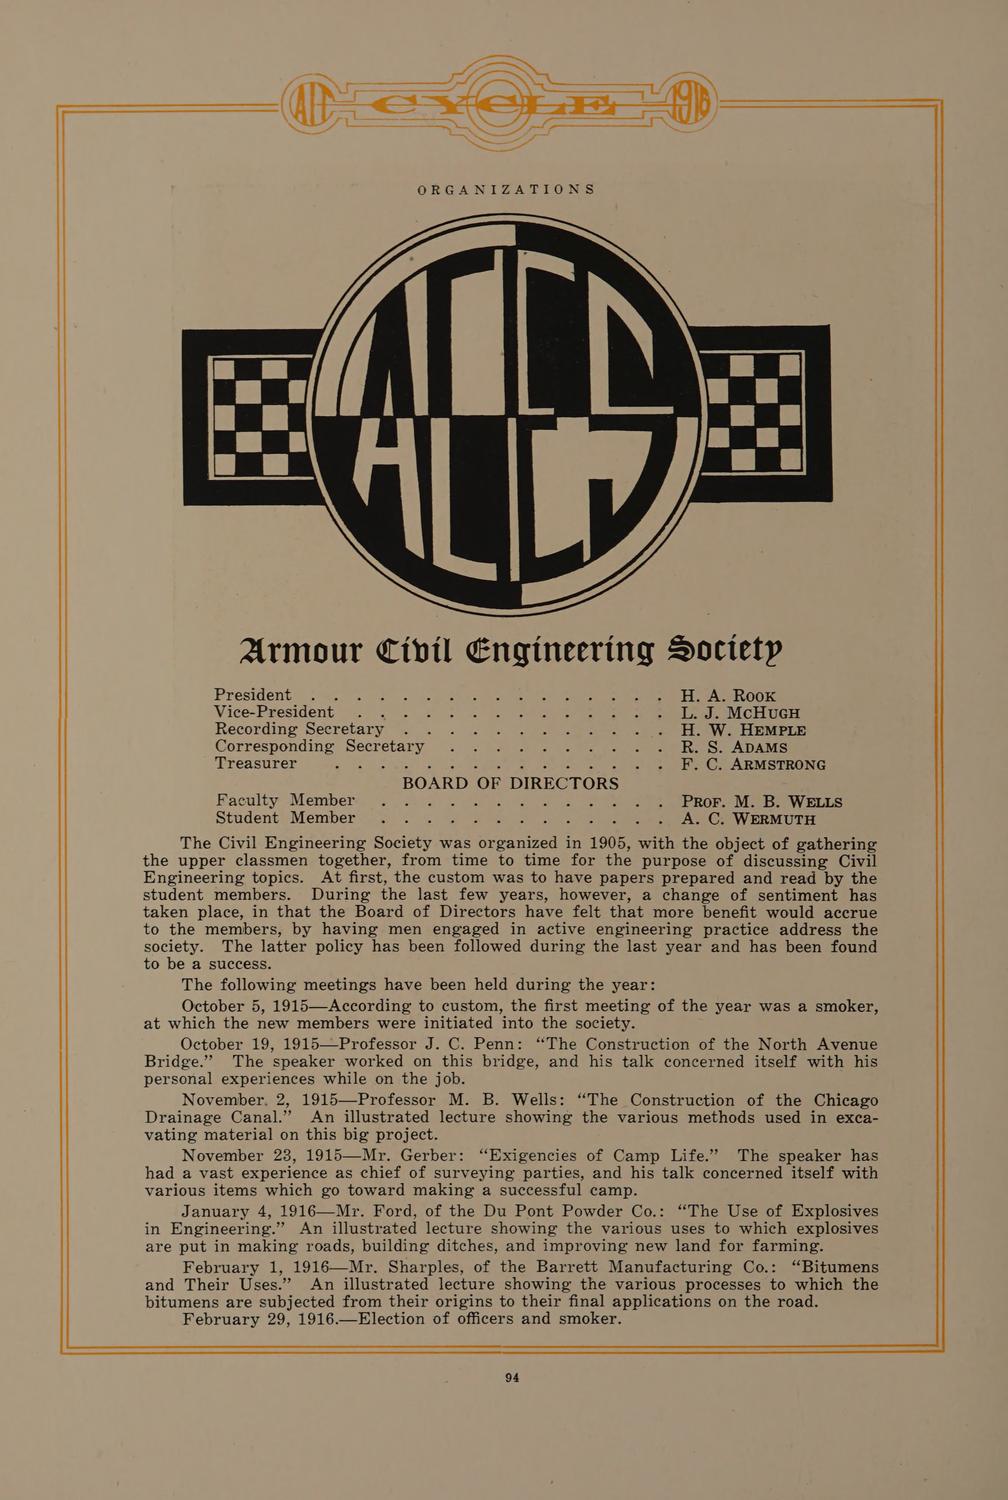 AIT CYCLE 1916
ORGANIZATIONS
Armour Civil Engineering Society
President . . . . . . . . . . . . . . . . H. A. ROOK
Vice-President . . . . . . . . . . . . . . L. J. MCHUGH
Recording Secretary . . . . . . . . . . . . H. W. HEMPLE
Corresponding Secretary . . . . . . . . . . R. S. ADAMS
Treasurer . . . . . . . . . . . . . . . F. C. ARMSTRONG
BOARD OF DIRECTORS
Faculty Member . . . . . . . . . . . . . PROF. M. B. WELLS
Student Member . . . . . . . . . . . . . A. C. WERMUTH
The Civil Engineering Society was organized in 1905, with the object of gathering
the upper classmen together, from time to time for the purpose of discussing Civil
Engineering topics. At first, the custom was to have papers prepared and read by the
student members. During the last few years, however, a change of sentiment has
taken place, in that the Board of Directors have felt that more benefit would accrue
to the members, by having men engaged in active engineering practice address the
society. The latter policy has been followed during the last year and has been found
to be a success.
The following meetings have been held during the year:
October 5, 1915—According to custom, the first meeting of the year was a smoker,
at which the new members were initiated into the society.
October 19, 1915—Professor J. C. Penn: “The Construction of the North Avenue
Bridge.” The speaker worked on this bridge, and his talk concerned itself with his
personal experiences while on the job.
November 2, 1915—Professor M. B. Wells: “The Construction of the Chicago
Drainage Canal.” An illustrated lecture showing the various methods used in exca-
vating material on this big project.
November 23, 1915—Mr. Gerber: “Exigencies of Camp Life.” The speaker has
had a vast experience as chief of surveying parties, and his talk concerned itself with
various items which go toward making a successful camp.
January 4, 1916—Mr. Ford, of the Du Pont Powder Co.: “The Use of Explosives
in Engineering.” An illustrated lecture showing the various uses to which explosives
are put in making roads, building ditches, and improving new land for farming.
February 1, 1916—Mr. Sharples, of the Barrett Manufacturing Co.: “Bitumens
and Their Uses.” An illustrated lecture showing the various processes to which the
bitumens are subjected from their origins to their final applications on the road.
February 29, 1916.—Election of officers and smoker.
94